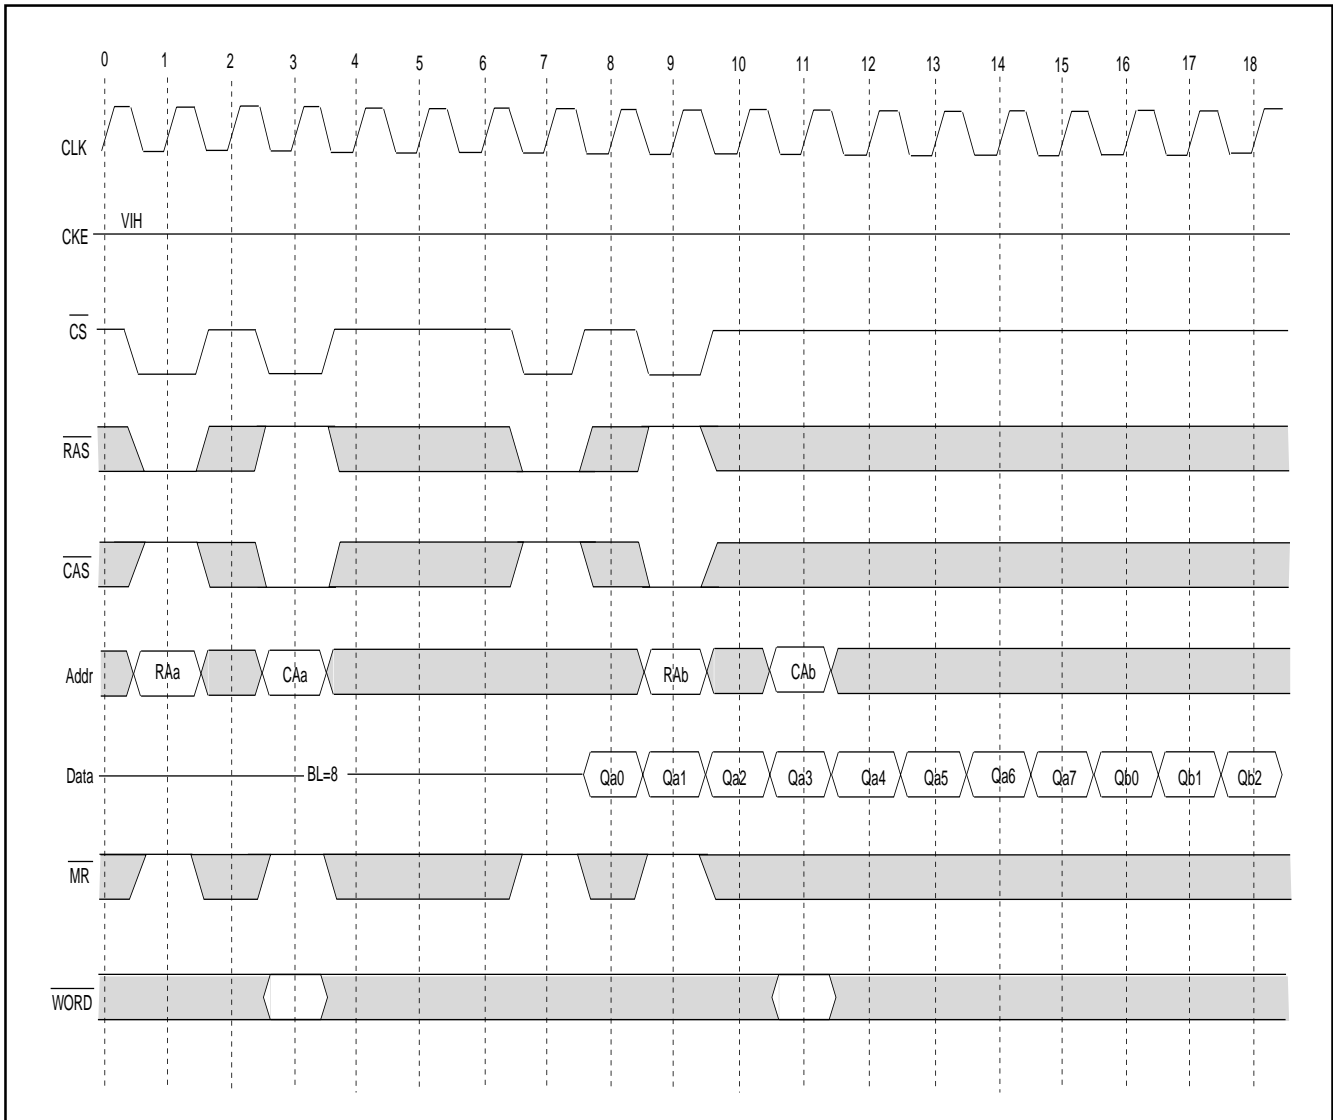 0 1 2 3 4 5 6 7 8 9 10 11 12 13 14 15 16 17 18
CLK
VIH
CKE
CS
RAS
CAS
Addr RAa CAa RAb CAb
Data BL=8 Qa0 Qa1 Qa2 Qa3 Qa4 Qa5 Qa6 Qa7 Qb0 Qb1 Qb2
MR
WORD